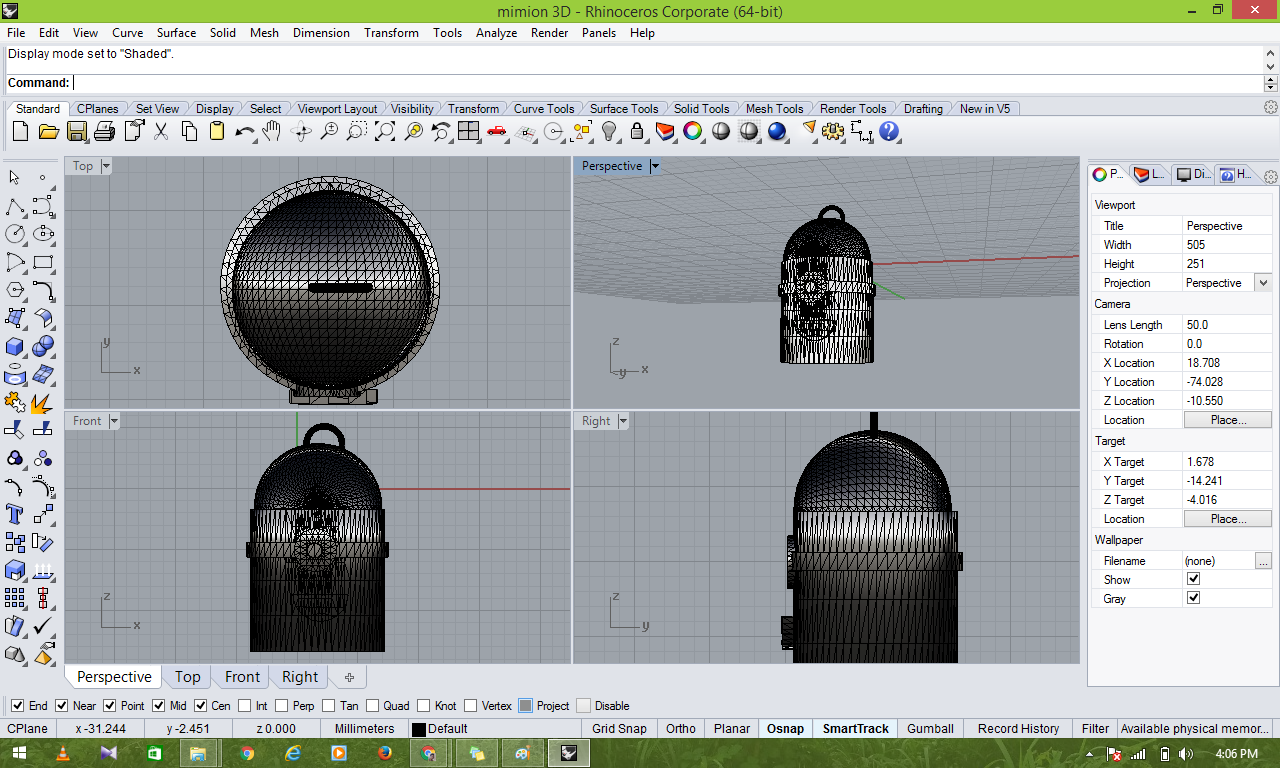 mimion 3D - Rhinoceros Corporate (64-bit)
File Edit View Curve Surface Solid Mesh Dimension Transform Tools Analyze Render Panels Help
Display mode set to "Shaded".
Command:
Standard CPlanes Set View Display Select Viewport Layout Visibility Transform Curve Tools Surface Tools Solid Tools Mesh Tools Render Tools Drafting New in V5
Top
Perspective
P... L... Di... H...
Viewport
Title Perspective
Width 505
Height 251
Projection Perspective
Camera
Lens Length 50.0
Rotation 0.0
X Location 18.708
Y Location -74.028
Z Location -10.550
Location Place...
Target
X Target 1.678
Y Target -14.241
Z Target -4.016
Location Place...
Wallpaper
Filename (none) ...
Show
Gray
y
x
z
y x
Front
Right
z
x
z
y
Perspective Top Front Right
End Near Point Mid Cen Int Perp Tan Quad Knot Vertex Project Disable
CPlane x -31.244 y -2.451 z 0.000 Millimeters Default Grid Snap Ortho Planar Osnap SmartTrack Gumball Record History Filter Available physical memor...
4:06 PM